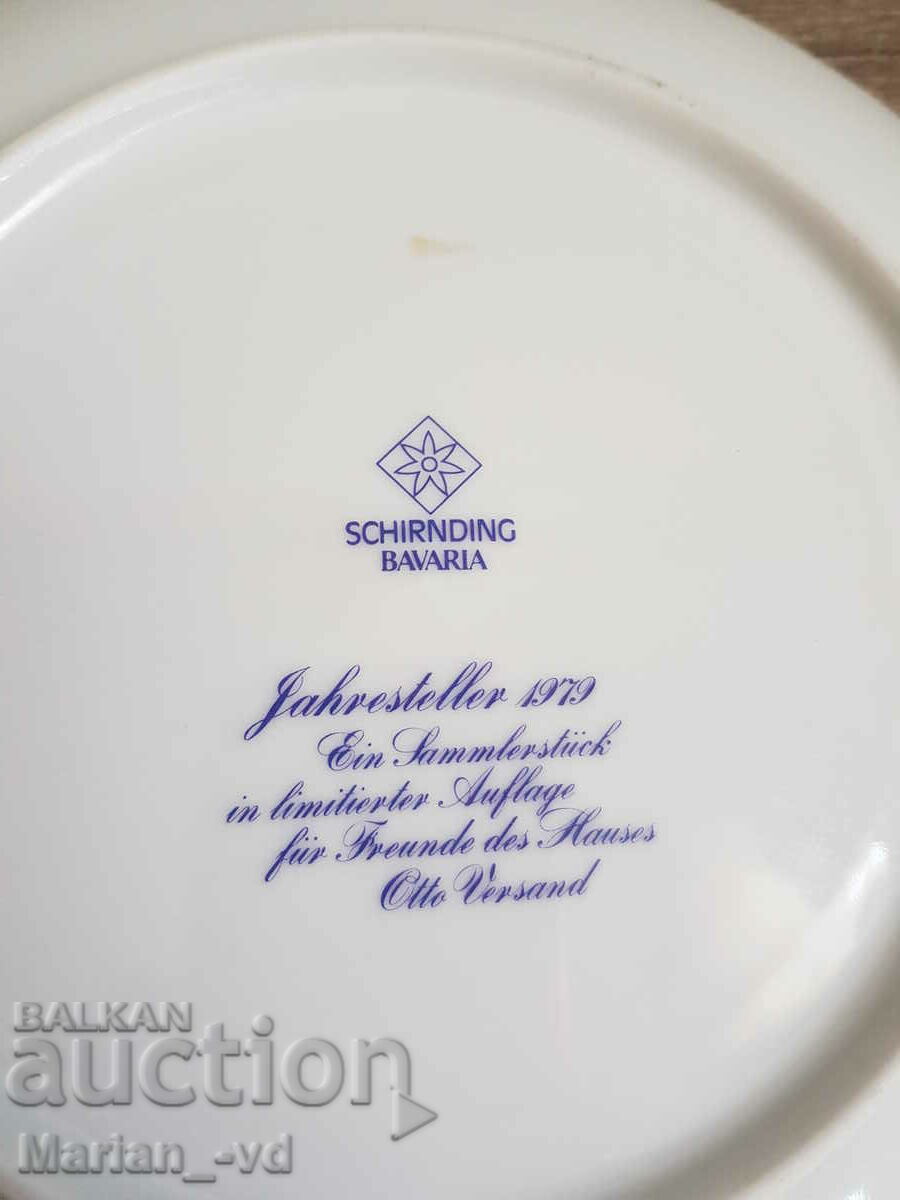 SCHIRNDING
BAVARIA
Jahresteller 1979
Ein Sammlerstück
in limitierter Auflage
für Freunde des Hauses
Otto Versand
BALKAN
auction
Marian_-vd